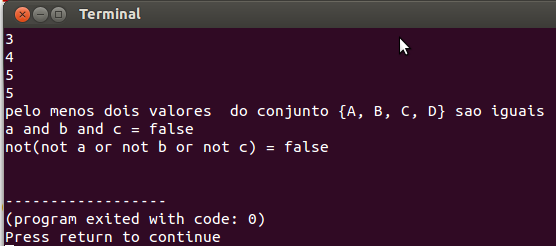 Terminal
3
4
5
5
pelo menos dois valores  do conjunto {A, B, C, D} sao iguais
a and b and c = false
not(not a or not b or not c) = false
------------------
(program exited with code: 0)
Press return to continue